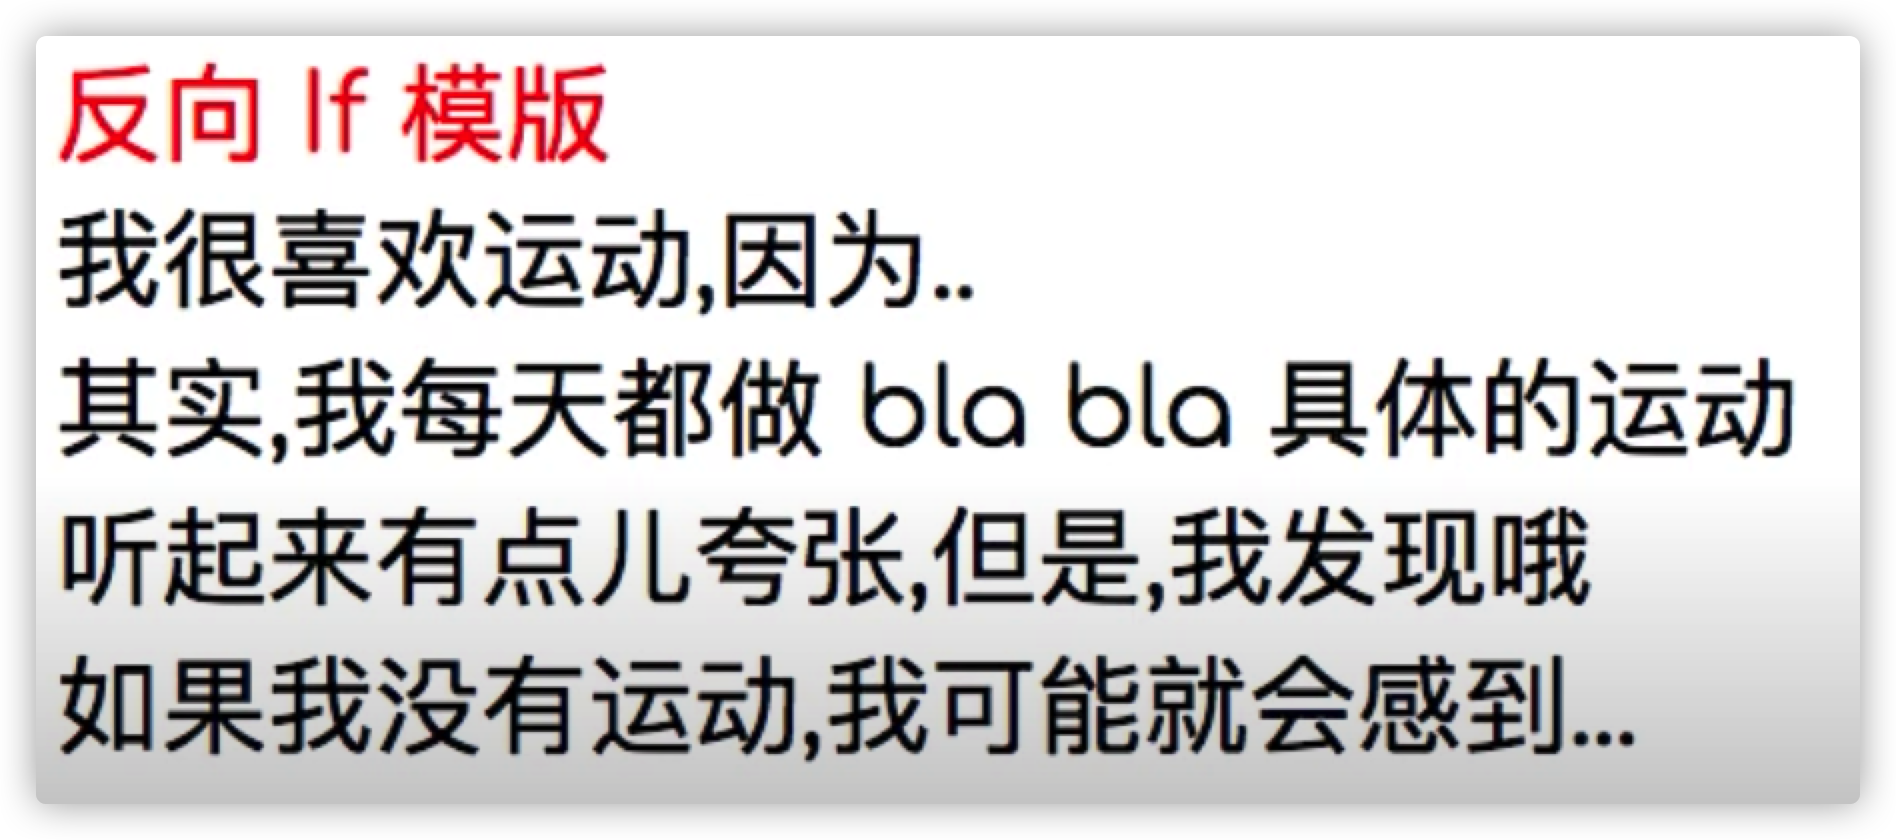 反向 If 模版
我很喜欢运动,因为..
其实,我每天都做 bla bla 具体的运动
听起来有点儿夸张,但是,我发现哦
如果我没有运动,我可能就会感到...